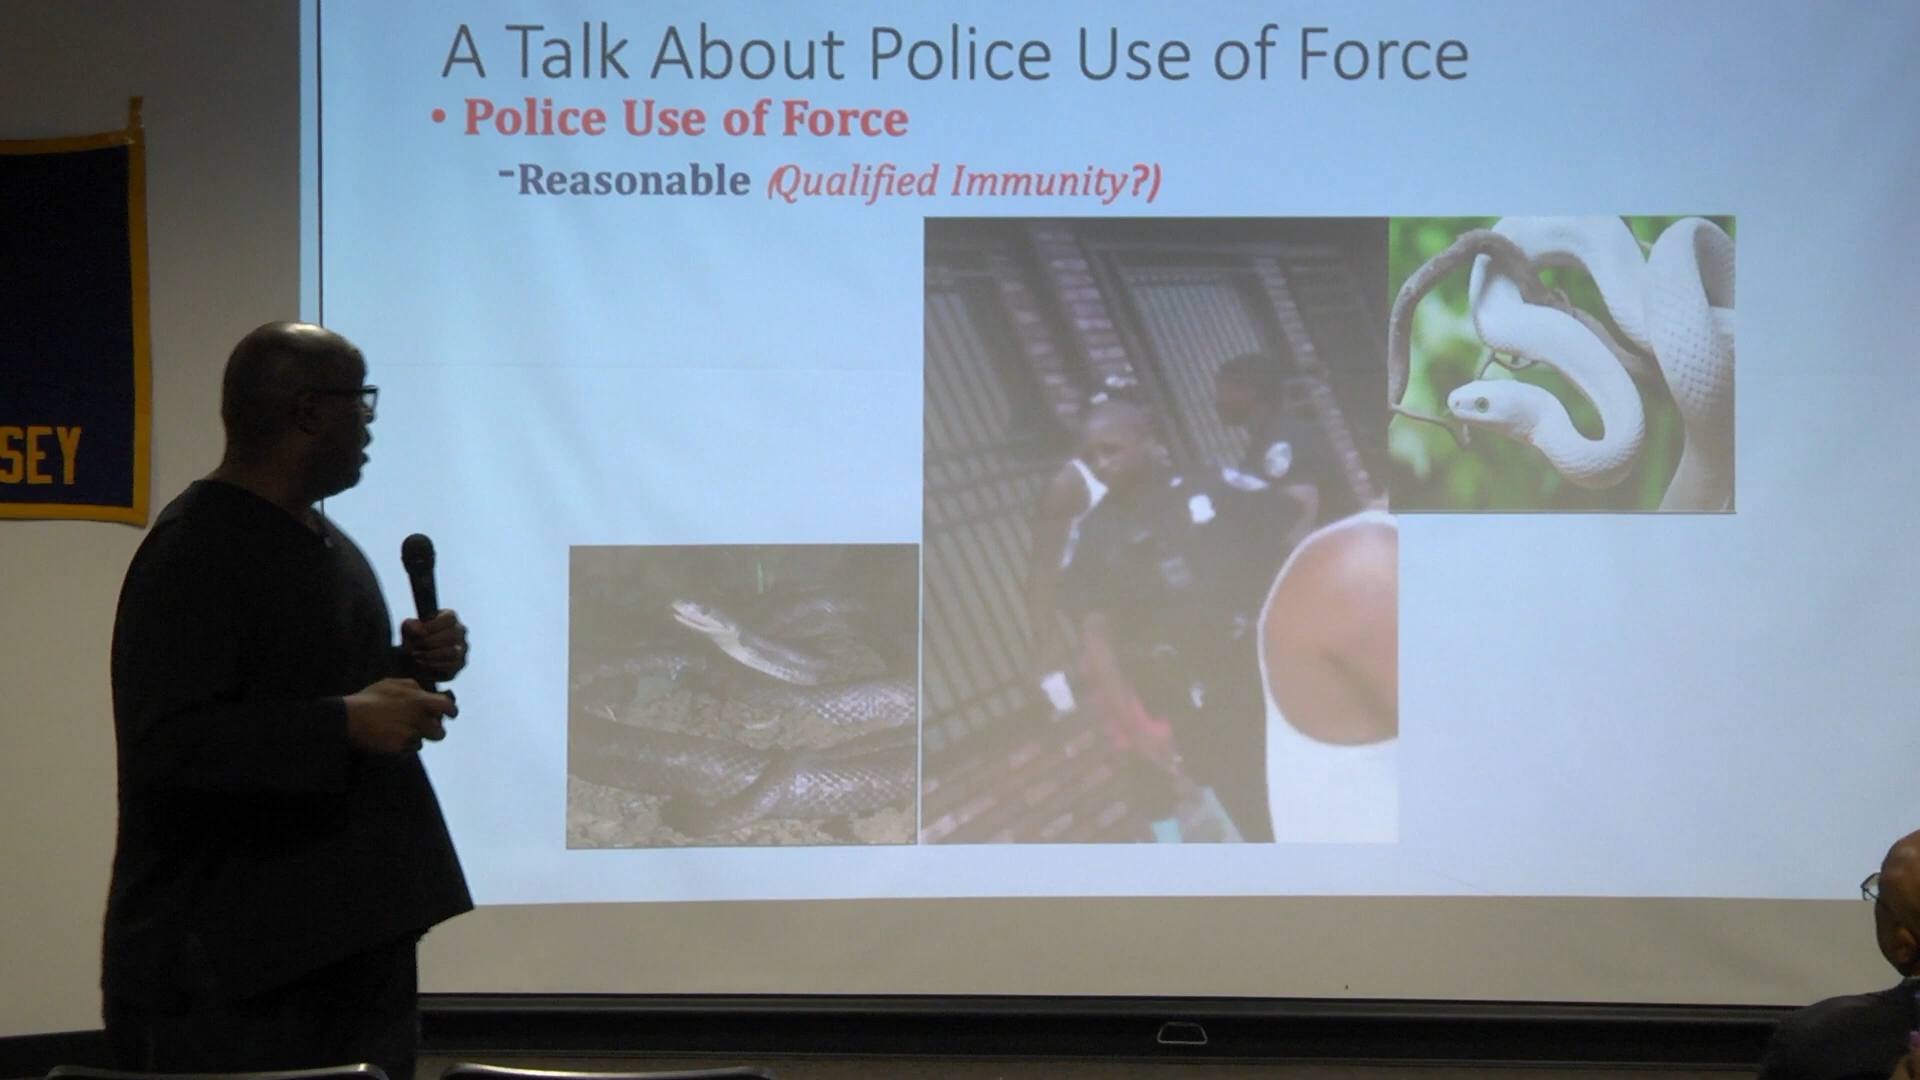 A Talk About Police Use of Force
• Police Use of Force
-Reasonable (Qualified Immunity?)
SEY